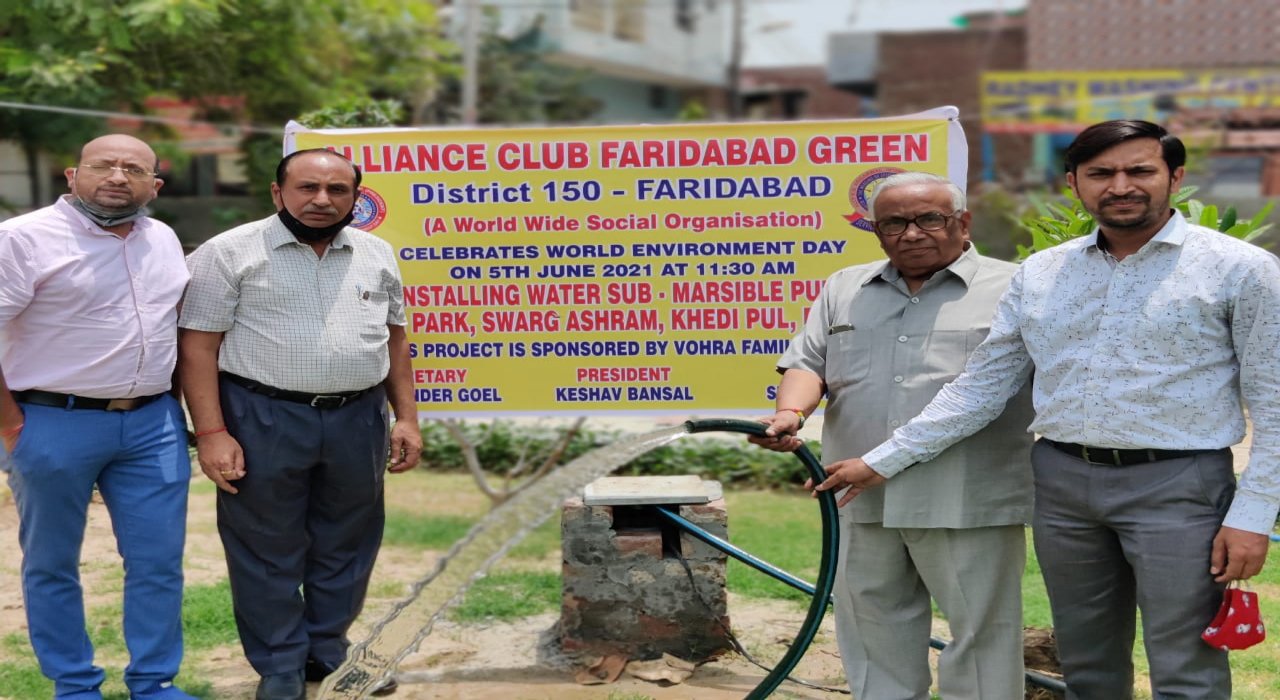 ALLIANCE CLUB FARIDABAD GREEN
District 150 - FARIDABAD
(A World Wide Social Organisation)
CELEBRATES WORLD ENVIRONMENT DAY
ON 5TH JUNE 2021 AT 11:30 AM
NSTALLING WATER SUB - MARSIBLE PU
PARK, SWARG ASHRAM, KHEDI PUL,
S PROJECT IS SPONSORED BY VOHRA FAMI
ETARY PRESIDENT
NDER GOEL KESHAV BANSAL S